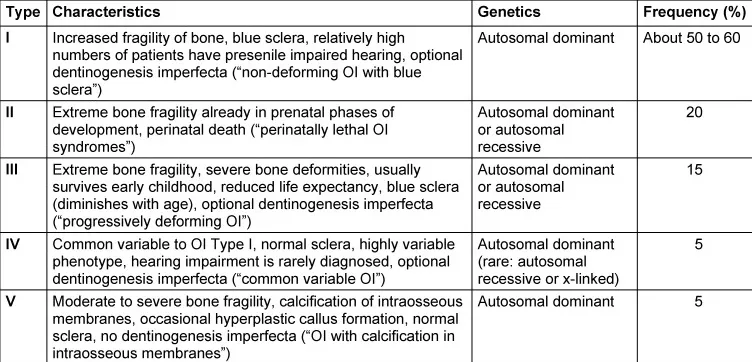 Type Characteristics Genetics Frequency (%)
I Increased fragility of bone, blue sclera, relatively high Autosomal dominant About 50 to 60
numbers of patients have presenile impaired hearing, optional
dentinogenesis imperfecta (“non-deforming OI with blue
sclera”)
II Extreme bone fragility already in prenatal phases of Autosomal dominant 20
development, perinatal death (“perinatally lethal OI or autosomal
syndromes”) recessive
III Extreme bone fragility, severe bone deformities, usually Autosomal dominant 15
survives early childhood, reduced life expectancy, blue sclera or autosomal
(diminishes with age), optional dentinogenesis imperfecta recessive
(“progressively deforming OI”)
IV Common variable to OI Type I, normal sclera, highly variable Autosomal dominant 5
phenotype, hearing impairment is rarely diagnosed, optional (rare: autosomal
dentinogenesis imperfecta (“common variable OI”) recessive or x-linked)
V Moderate to severe bone fragility, calcification of intraosseous Autosomal dominant 5
membranes, occasional hyperplastic callus formation, normal
sclera, no dentinogenesis imperfecta (“OI with calcification in
intraosseous membranes”)